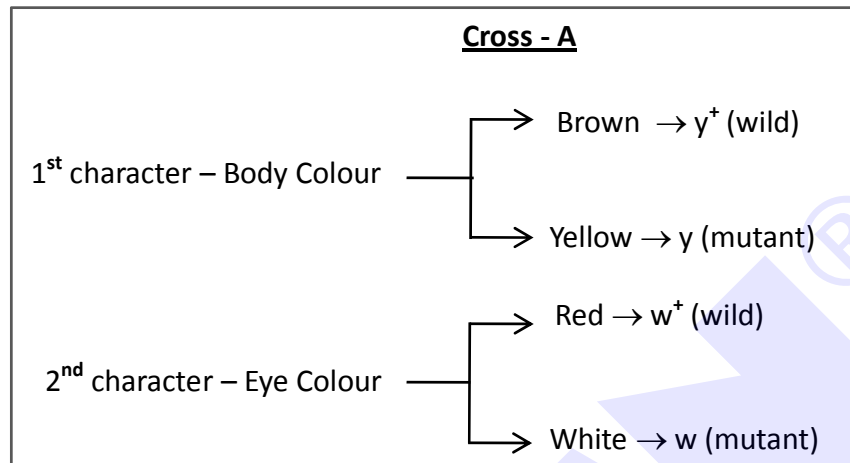 Cross - A
Brown → y⁺ (wild)
1ˢᵗ character – Body Colour
Yellow → y (mutant)
Red → w⁺ (wild)
2ⁿᵈ character – Eye Colour
White → w (mutant)
®